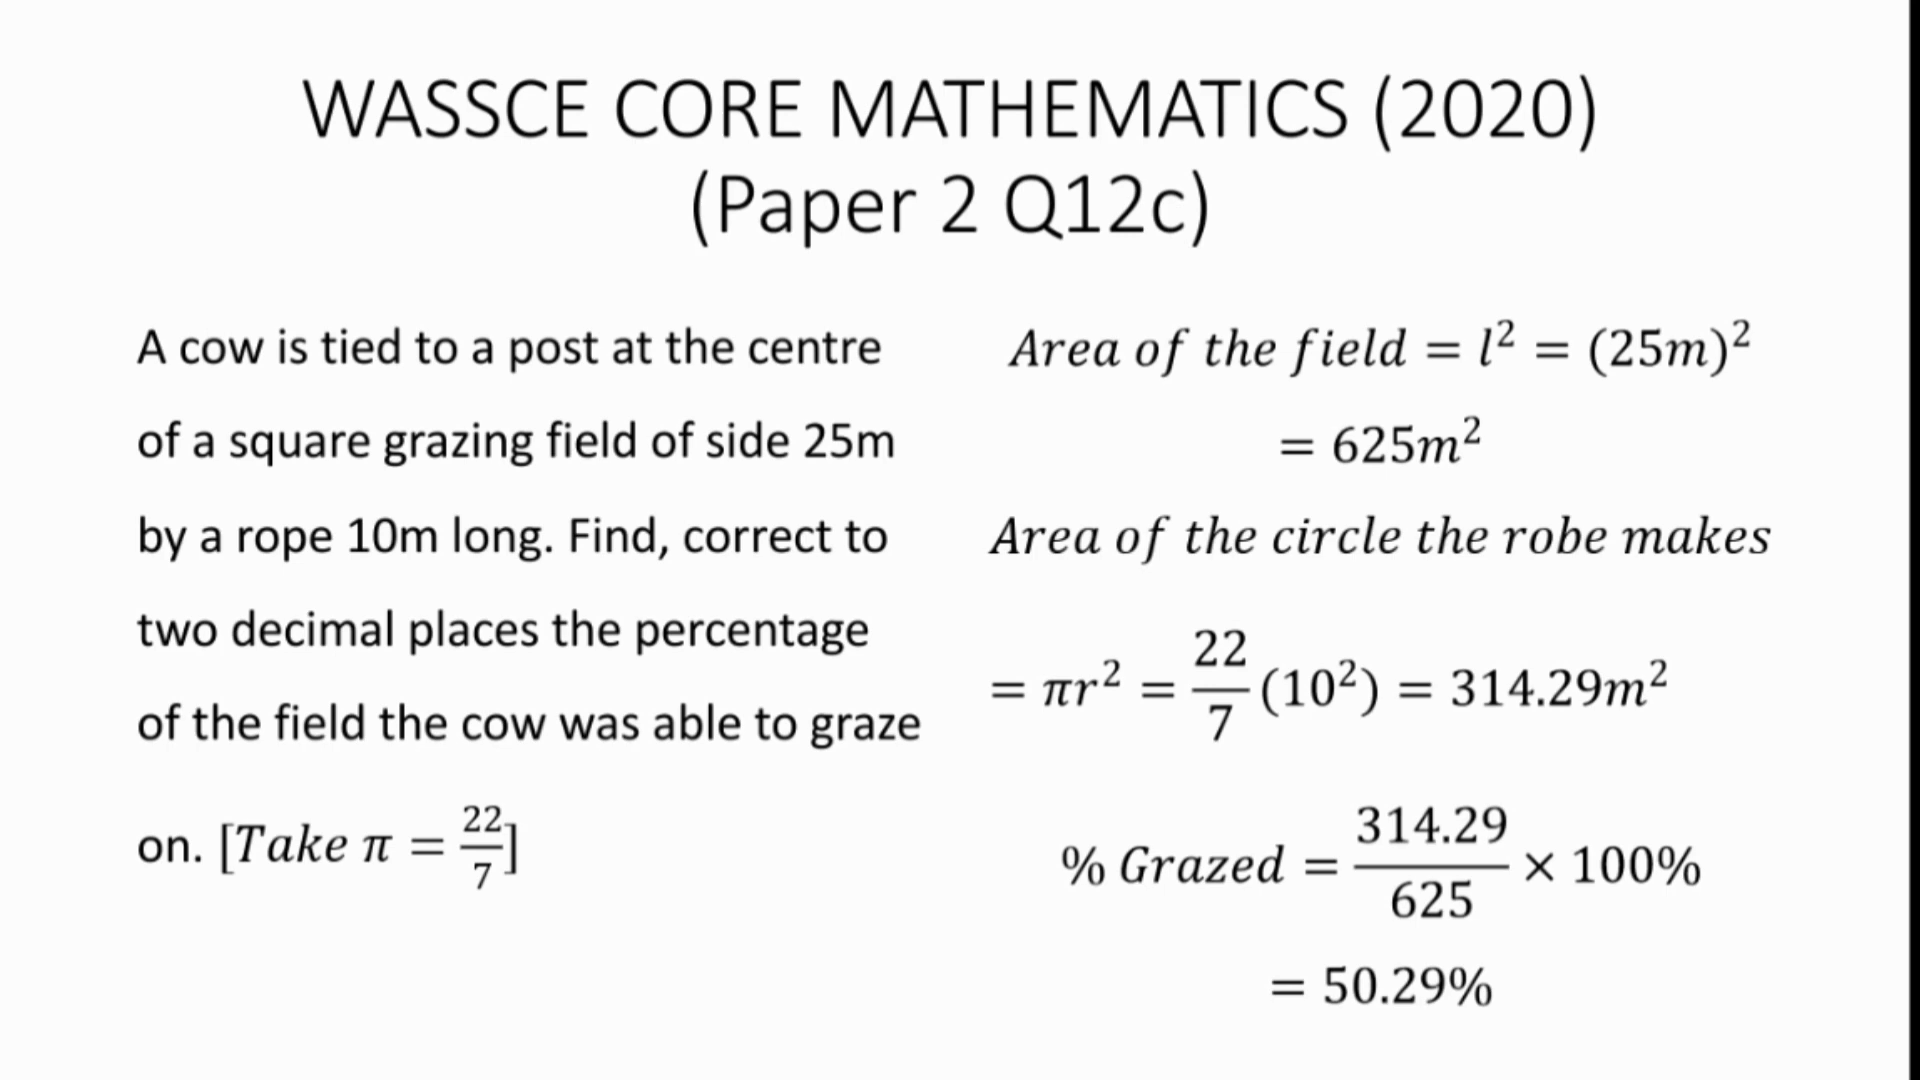 WASSCE CORE MATHEMATICS (2020)
(Paper 2 Q12c)
A cow is tied to a post at the centre
of a square grazing field of side 25m
by a rope 10m long. Find, correct to
two decimal places the percentage
of the field the cow was able to graze
on. [Take π = 22/7]
Area of the field = l² = (25m)²
= 625m²
Area of the circle the robe makes
= πr² = 22/7 (10²) = 314.29m²
% Grazed = 314.29/625 × 100%
= 50.29%